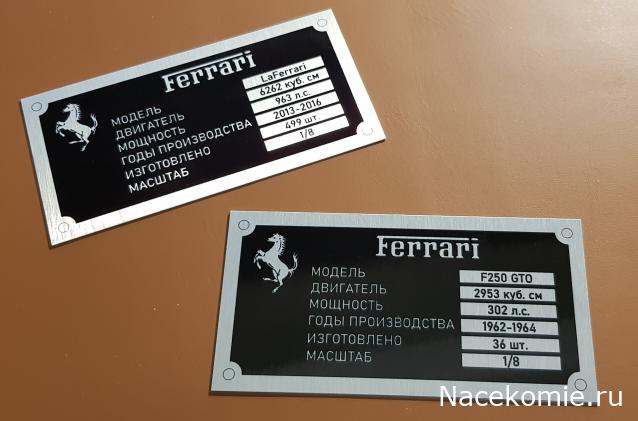 Ferrari
МОДЕЛЬ LaFerrari
ДВИГАТЕЛЬ 6262 куб. см
МОЩНОСТЬ 963 л.с.
ГОДЫ ПРОИЗВОДСТВА 2013-2016
ИЗГОТОВЛЕНО 499 шт.
МАСШТАБ 1/8
Ferrari
МОДЕЛЬ F250 GTO
ДВИГАТЕЛЬ 2953 куб. см
МОЩНОСТЬ 302 л.с.
ГОДЫ ПРОИЗВОДСТВА 1962-1964
ИЗГОТОВЛЕНО 36 шт.
МАСШТАБ 1/8
Nacekomie.ru